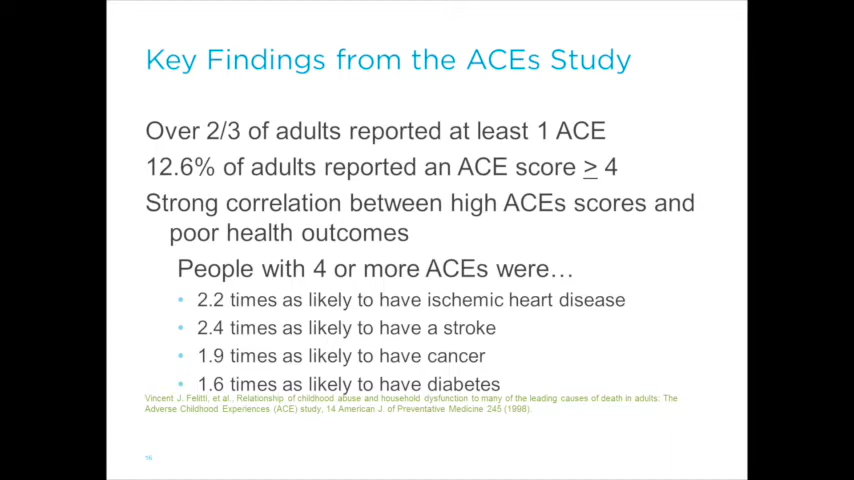 Key Findings from the ACEs Study
Over 2/3 of adults reported at least 1 ACE
12.6% of adults reported an ACE score ≥ 4
Strong correlation between high ACEs scores and
poor health outcomes
People with 4 or more ACEs were…
• 2.2 times as likely to have ischemic heart disease
• 2.4 times as likely to have a stroke
• 1.9 times as likely to have cancer
• 1.6 times as likely to have diabetes
Vincent J. Felitti, et al., Relationship of childhood abuse and household dysfunction to many of the leading causes of death in adults: The
Adverse Childhood Experiences (ACE) study, 14 American J. of Preventative Medicine 245 (1998).
16